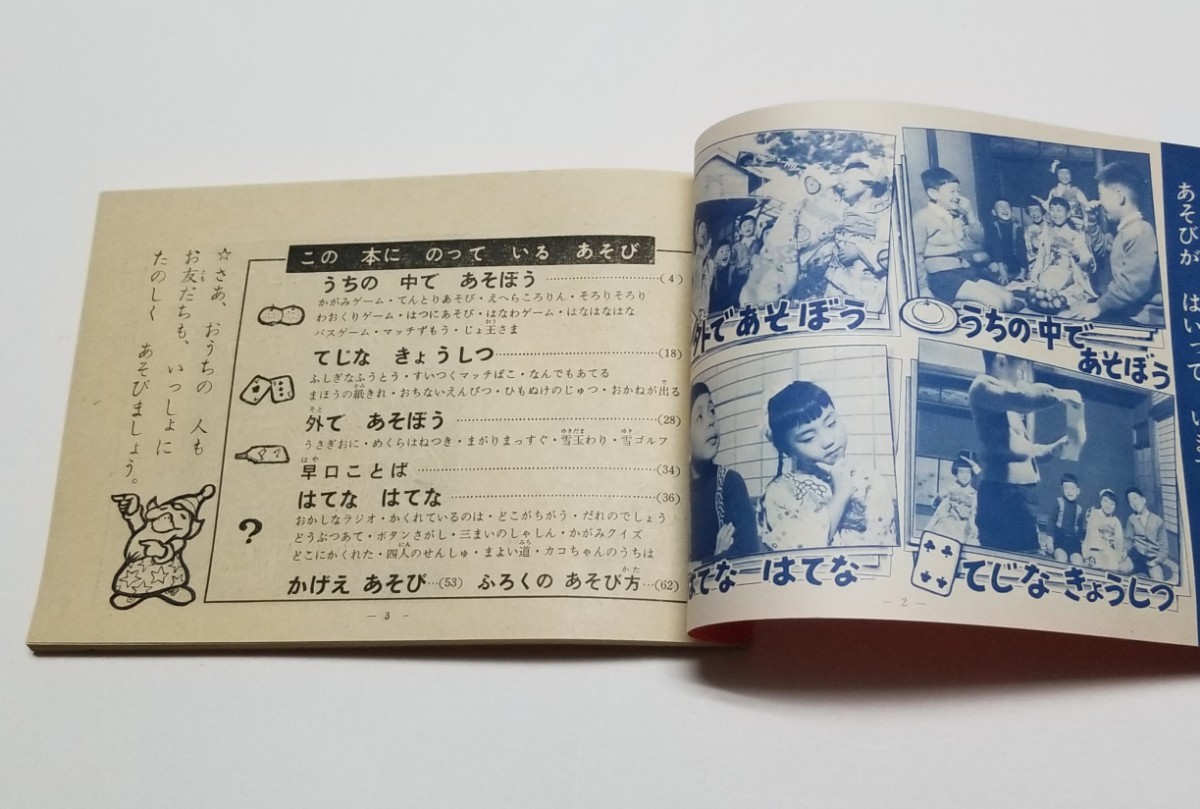 あそびが はいって います
うちの中で
あそぼう
外であそぼう
てじなきょうしつ
はてな はてな
— 2 —
この 本に のって いる あそび
うちの 中で あそぼう…………(4)
かがみゲーム・てんとりあそび・えへらころりん・そろりそろり
わおくりゲーム・はつにあそび・はなわゲーム・はなはなはな
パスゲーム・マッチずもう・じょ王さま
てじな きょうしつ…………(18)
ふしぎなふうとう・すいつくマッチばこ・なんでもあてる
まほうの紙きれ・おちないえんぴつ・ひもぬけのじゅつ・おかねが出る
外で あそぼう…………(28)
うさぎおに・めくらはねつき・まがりまっすぐ・雪玉わり・雪ゴルフ
早口ことば…………(34)
はてな はてな…………(36)
おかしなラジオ・かくれているのは・どこがちがう・だれのでしょう
どうぶつあて・ボタンさがし・三まいのしゃしん・かがみクイズ
どこにかくれた・四人のせんしゅ・まよい道・カコちゃんのうちは
かげえ あそび…(53) ふろくの あそび方…(62)
?
☆さあ、 おうちの 人も
お友だちも、いっしょに
たのしく あそびましょう。
— 3 -